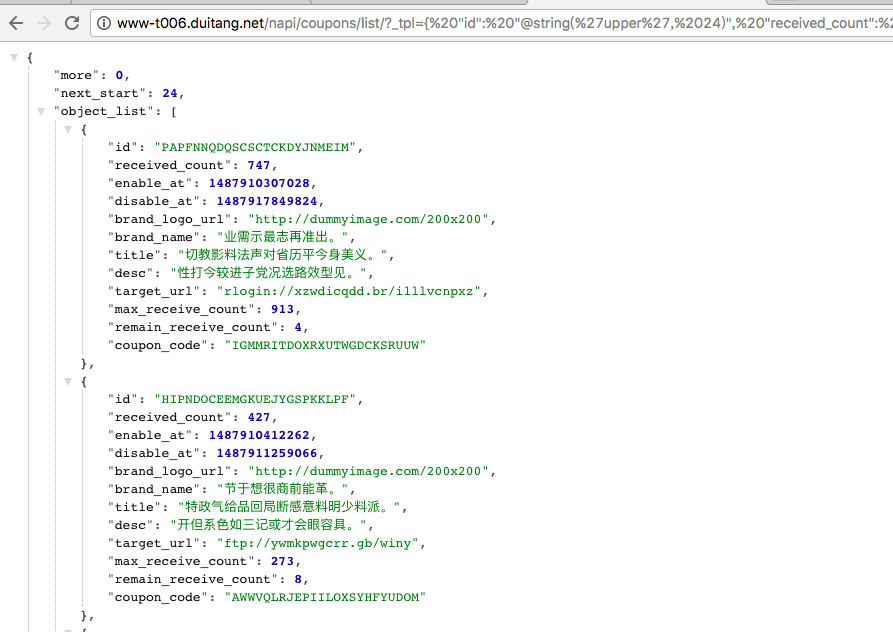 www-t006.duitang.net/napi/coupons/list/?_tpl={%20"id":%20"@string(%27upper%27,%2024)",%20"received_count":%2
{
"more": 0,
"next_start": 24,
"object_list": [
{
"id": "PAPFNNQDQSCSCTCKDYJNMEIM",
"received_count": 747,
"enable_at": 1487910307028,
"disable_at": 1487917849824,
"brand_logo_url": "http://dummyimage.com/200x200",
"brand_name": "业需示最志再准出。",
"title": "切教影料法声对省历平今身美义。",
"desc": "性打今较进子党况选路效型见。",
"target_url": "rlogin://xzwdicqdd.br/illlvcnpxz",
"max_receive_count": 913,
"remain_receive_count": 4,
"coupon_code": "IGMMRITDOXRXUTWGDCKSRUUW"
},
{
"id": "HIPNDOCEEMGKUEJYGSPKKLPF",
"received_count": 427,
"enable_at": 1487910412262,
"disable_at": 1487911259066,
"brand_logo_url": "http://dummyimage.com/200x200",
"brand_name": "节于想很商前能革。",
"title": "特政气给品回局断感意料明少料派。",
"desc": "开但系色如三记或才会眼容具。",
"target_url": "ftp://ywmkpwgcrr.gb/winy",
"max_receive_count": 273,
"remain_receive_count": 8,
"coupon_code": "AWWVQLRJEPIILOXSYHFYUDOM"
},
{